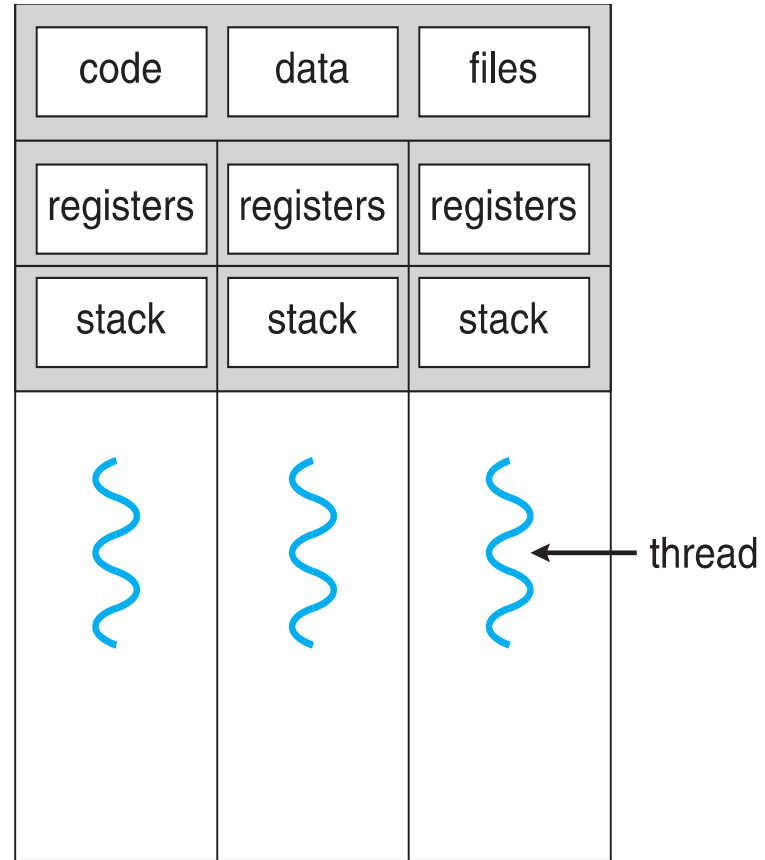 code data files
registers registers registers
stack stack stack
thread